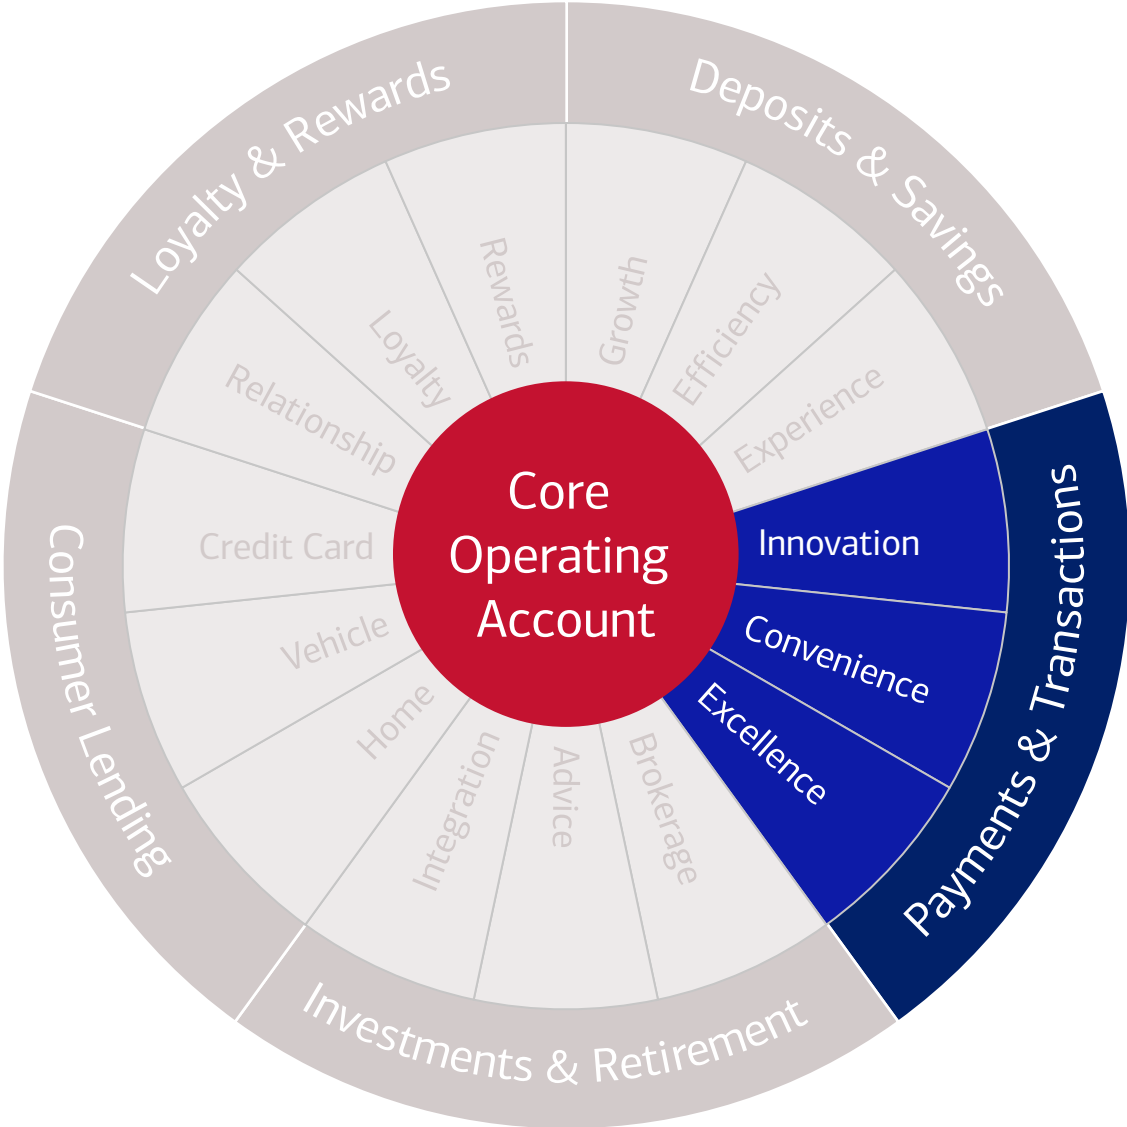 Loyalty & Rewards
Deposits & Savings
Payments & Transactions
Investments & Retirement
Consumer Lending
Rewards
Loyalty
Relationship
Growth
Efficiency
Experience
Innovation
Convenience
Excellence
Brokerage
Advice
Integration
Home
Vehicle
Credit Card
Core
Operating
Account